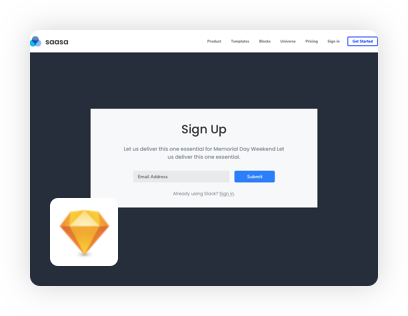 saasa
Product Templates Blocks Universe Pricing Sign in Get Started
Sign Up
Let us deliver this one essential for Memorial Day Weekend Let
us deliver this one essential.
Email Address
Submit
Already using Slack? Sign In.